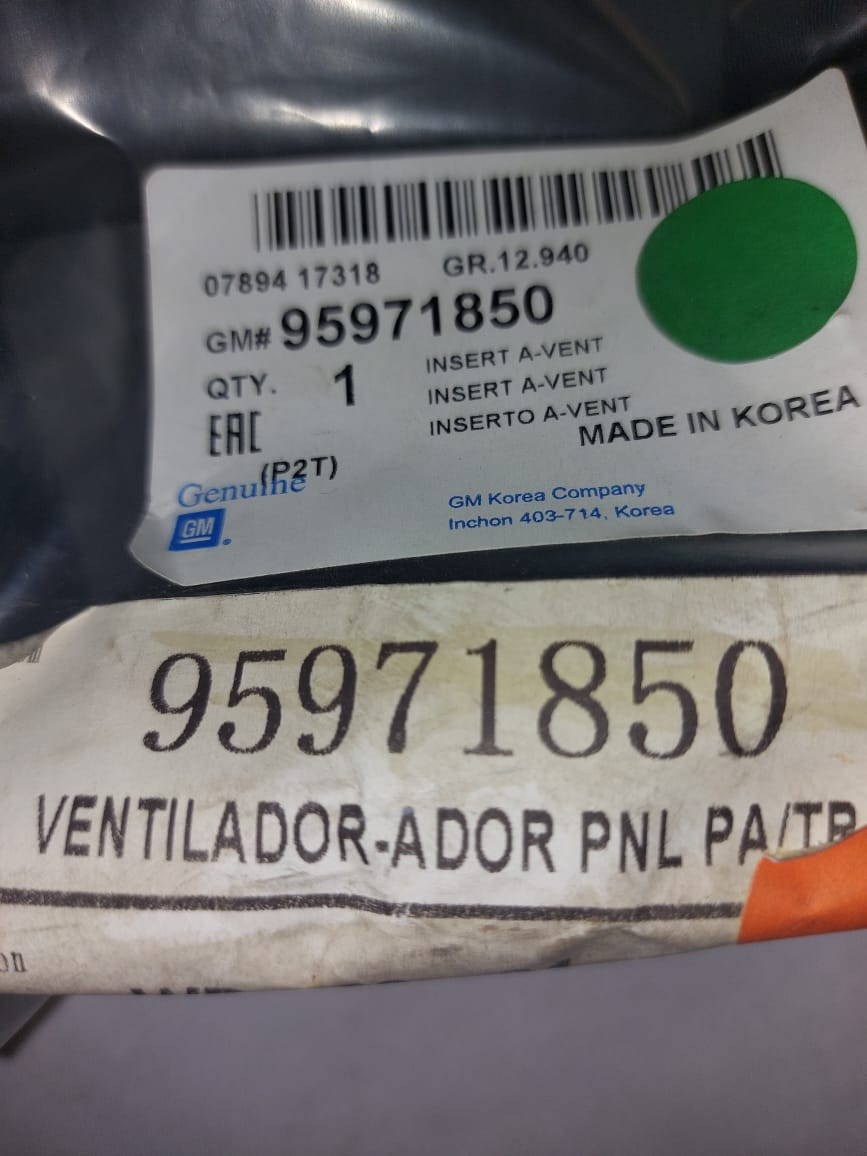 07894 17318 GR.12.940
GM# 95971850
QTY. 1 INSERT A-VENT
INSERT A-VENT
EAC INSERTO A-VENT
MADE IN KOREA
(P2T)
Genuine
GM
GM Korea Company
Inchon 403-714, Korea
95971850
VENTILADOR-ADOR PNL PA/TR
on